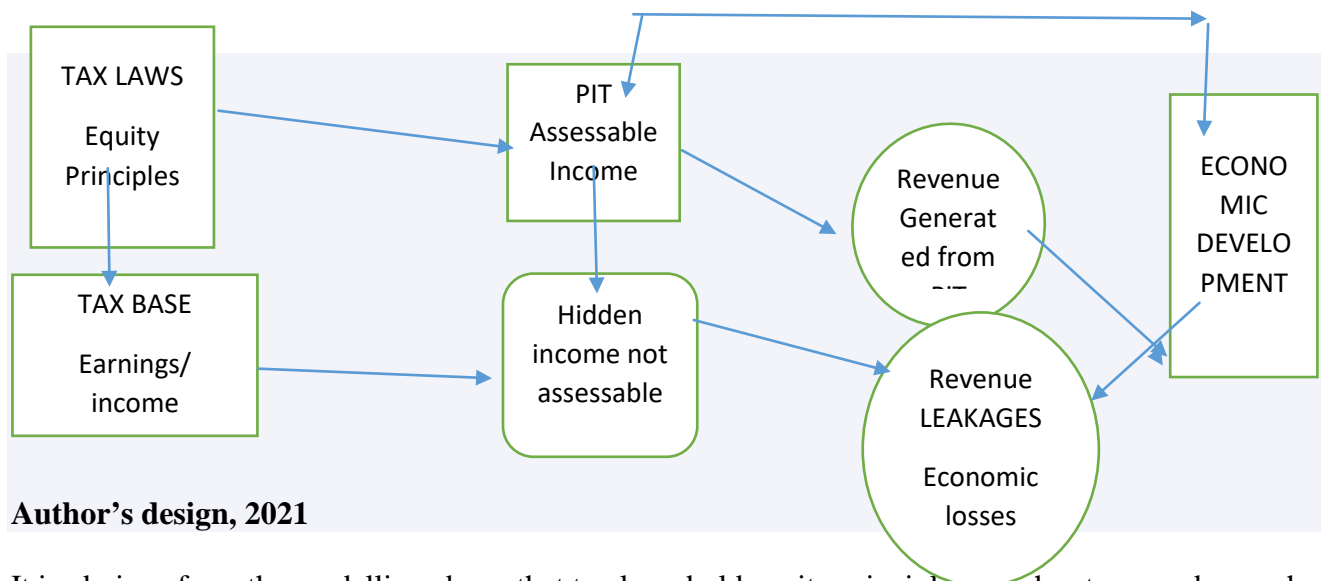 TAX LAWS
Equity
Principles
PIT
Assessable
Income
Revenue
Generat
ed from
PIT
ECONO
MIC
DEVELO
PMENT
TAX BASE
Earnings/
income
Hidden
income not
assessable
Revenue
LEAKAGES
Economic
losses
Author's design, 2021